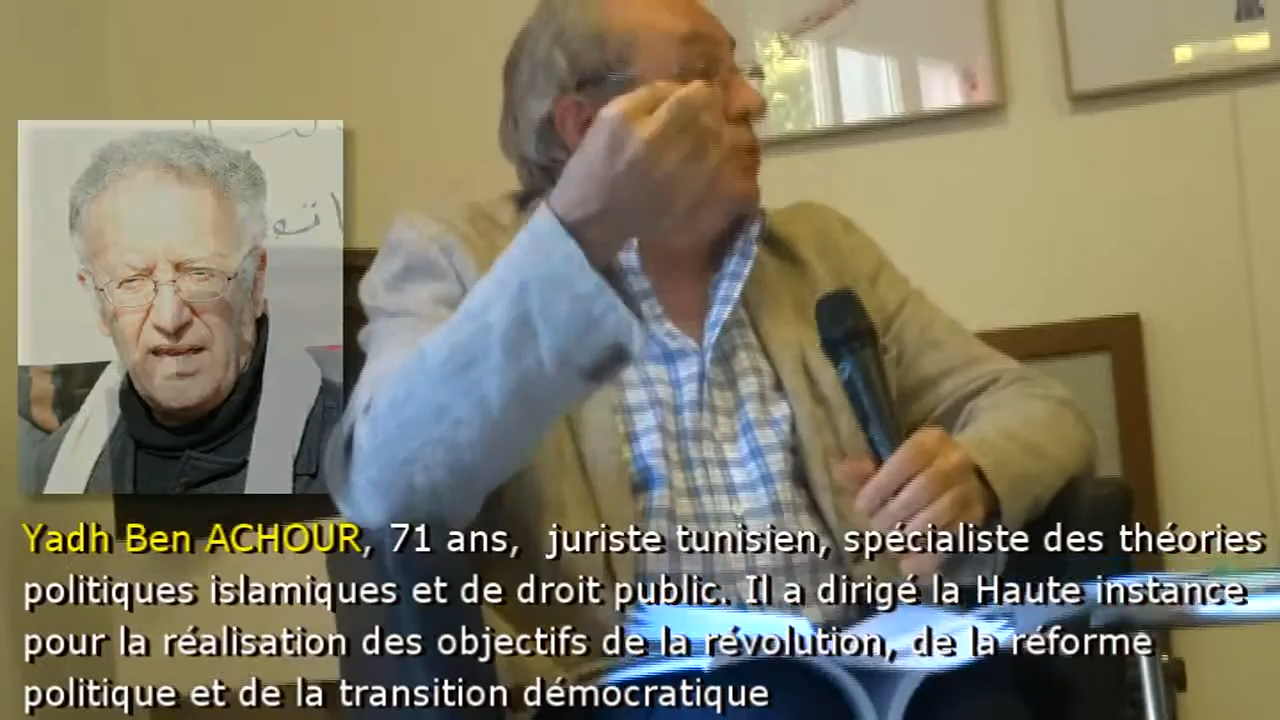 Yadh Ben ACHOUR, 71 ans, juriste tunisien, spécialiste des théories
politiques islamiques et de droit public. Il a dirigé la Haute instance
pour la réalisation des objectifs de la révolution, de la réforme
politique et de la transition démocratique